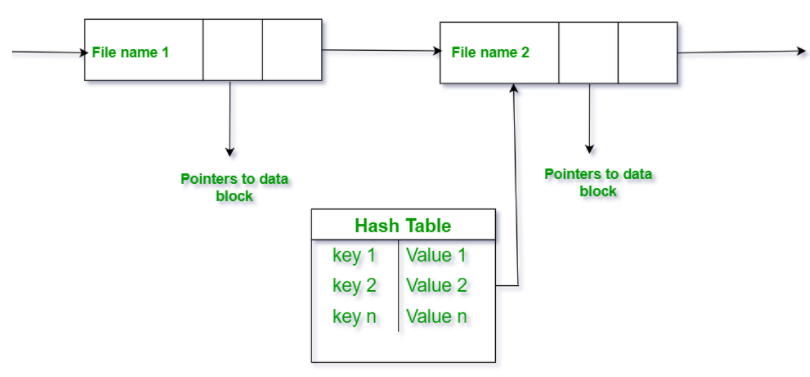 File name 1
File name 2
Pointers to data
block
Pointers to data
block
Hash Table
key 1 Value 1
key 2 Value 2
key n Value n